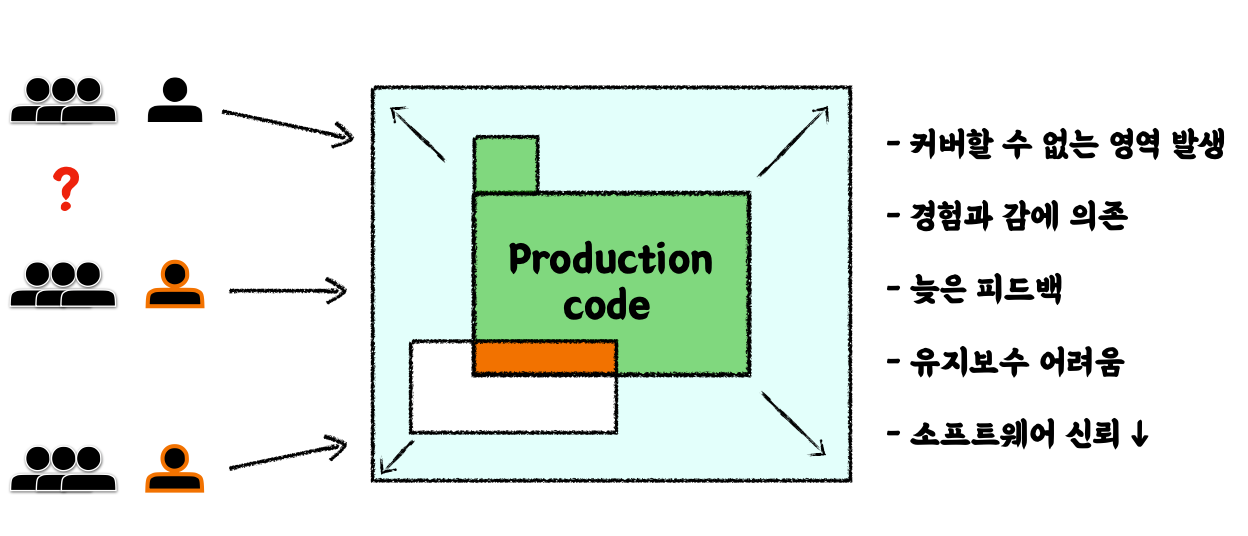 ?
Production
code
- 커버할 수 없는 영역 발생
- 경험과 감에 의존
- 늦은 피드백
- 유지보수 어려움
- 소프트웨어 신뢰 ↓